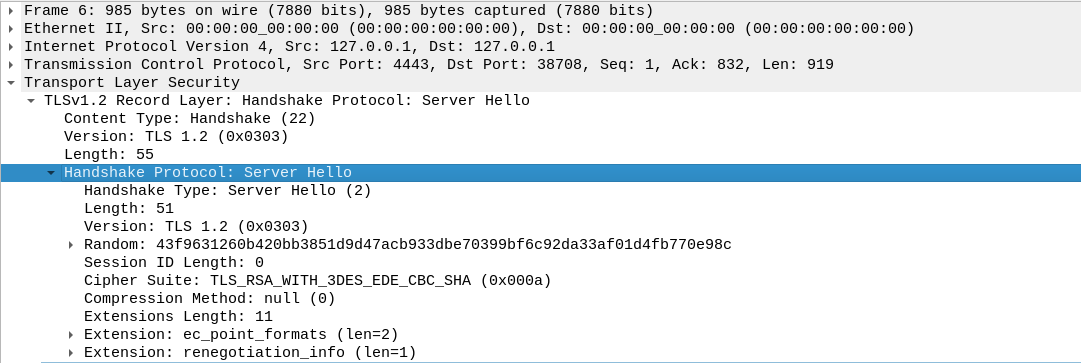 Frame 6: 985 bytes on wire (7880 bits), 985 bytes captured (7880 bits)
Ethernet II, Src: 00:00:00_00:00:00 (00:00:00:00:00:00), Dst: 00:00:00_00:00:00 (00:00:00:00:00:00)
Internet Protocol Version 4, Src: 127.0.0.1, Dst: 127.0.0.1
Transmission Control Protocol, Src Port: 4443, Dst Port: 38708, Seq: 1, Ack: 832, Len: 919
Transport Layer Security
TLSv1.2 Record Layer: Handshake Protocol: Server Hello
Content Type: Handshake (22)
Version: TLS 1.2 (0x0303)
Length: 55
Handshake Protocol: Server Hello
Handshake Type: Server Hello (2)
Length: 51
Version: TLS 1.2 (0x0303)
Random: 43f9631260b420bb3851d9d47acb933dbe70399bf6c92da33af01d4fb770e98c
Session ID Length: 0
Cipher Suite: TLS_RSA_WITH_3DES_EDE_CBC_SHA (0x000a)
Compression Method: null (0)
Extensions Length: 11
Extension: ec_point_formats (len=2)
Extension: renegotiation_info (len=1)